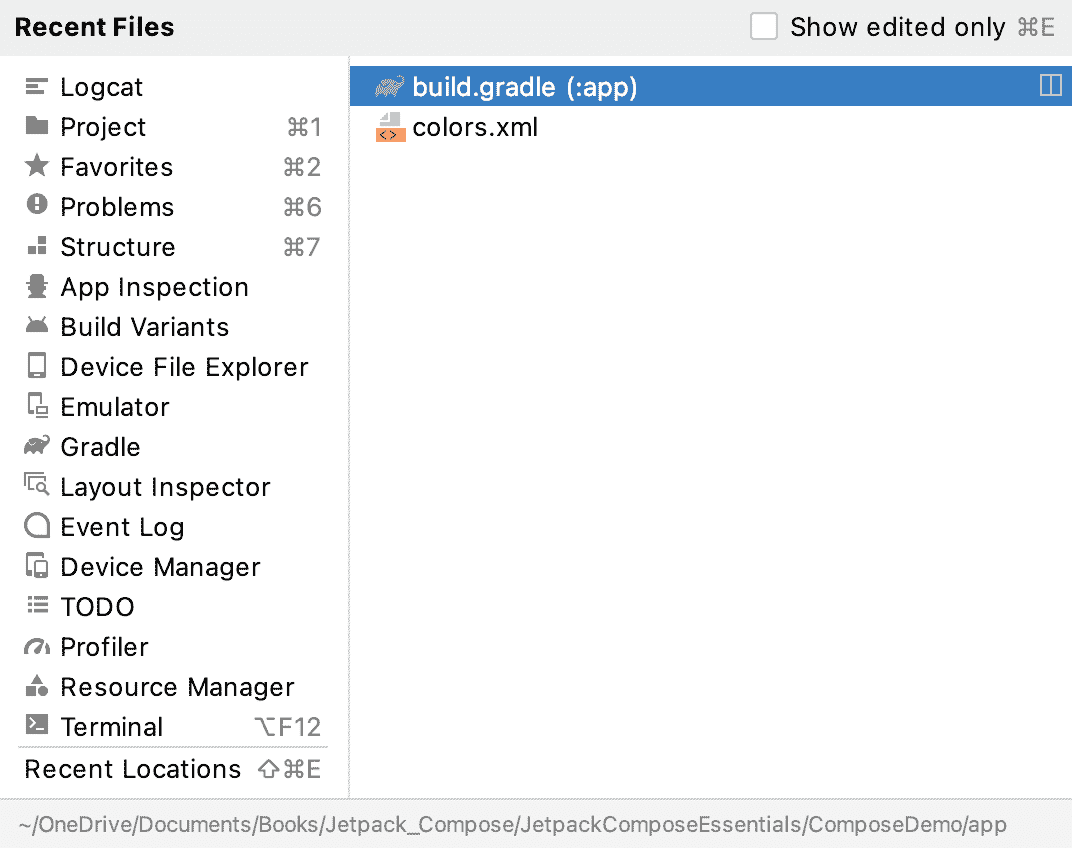 Recent Files
Show edited only ⌘E
Logcat
Project ⌘1
Favorites ⌘2
Problems ⌘6
Structure ⌘7
App Inspection
Build Variants
Device File Explorer
Emulator
Gradle
Layout Inspector
Event Log
Device Manager
TODO
Profiler
Resource Manager
Terminal ⌥F12
Recent Locations ⇧⌘E
build.gradle (:app)
colors.xml
~/OneDrive/Documents/Books/Jetpack_Compose/JetpackComposeEssentials/ComposeDemo/app